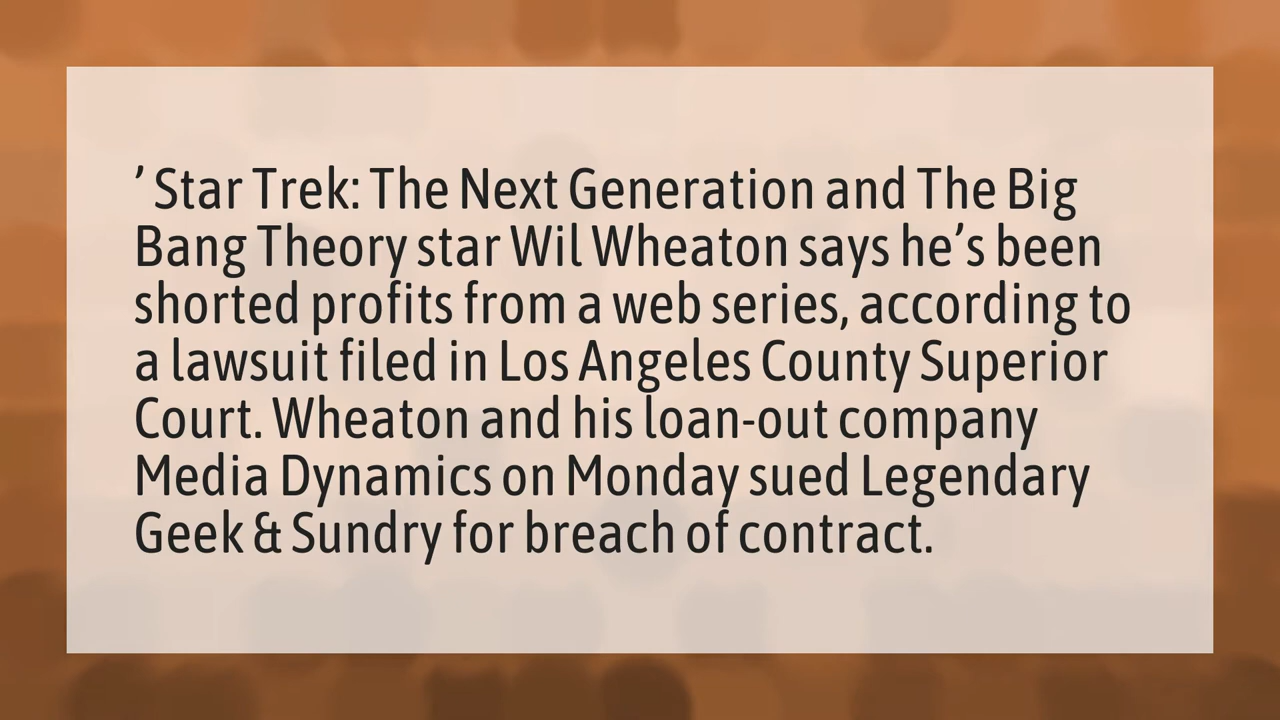 ’ Star Trek: The Next Generation and The Big
Bang Theory star Wil Wheaton says he’s been
shorted profits from a web series, according to
a lawsuit filed in Los Angeles County Superior
Court. Wheaton and his loan-out company
Media Dynamics on Monday sued Legendary
Geek & Sundry for breach of contract.